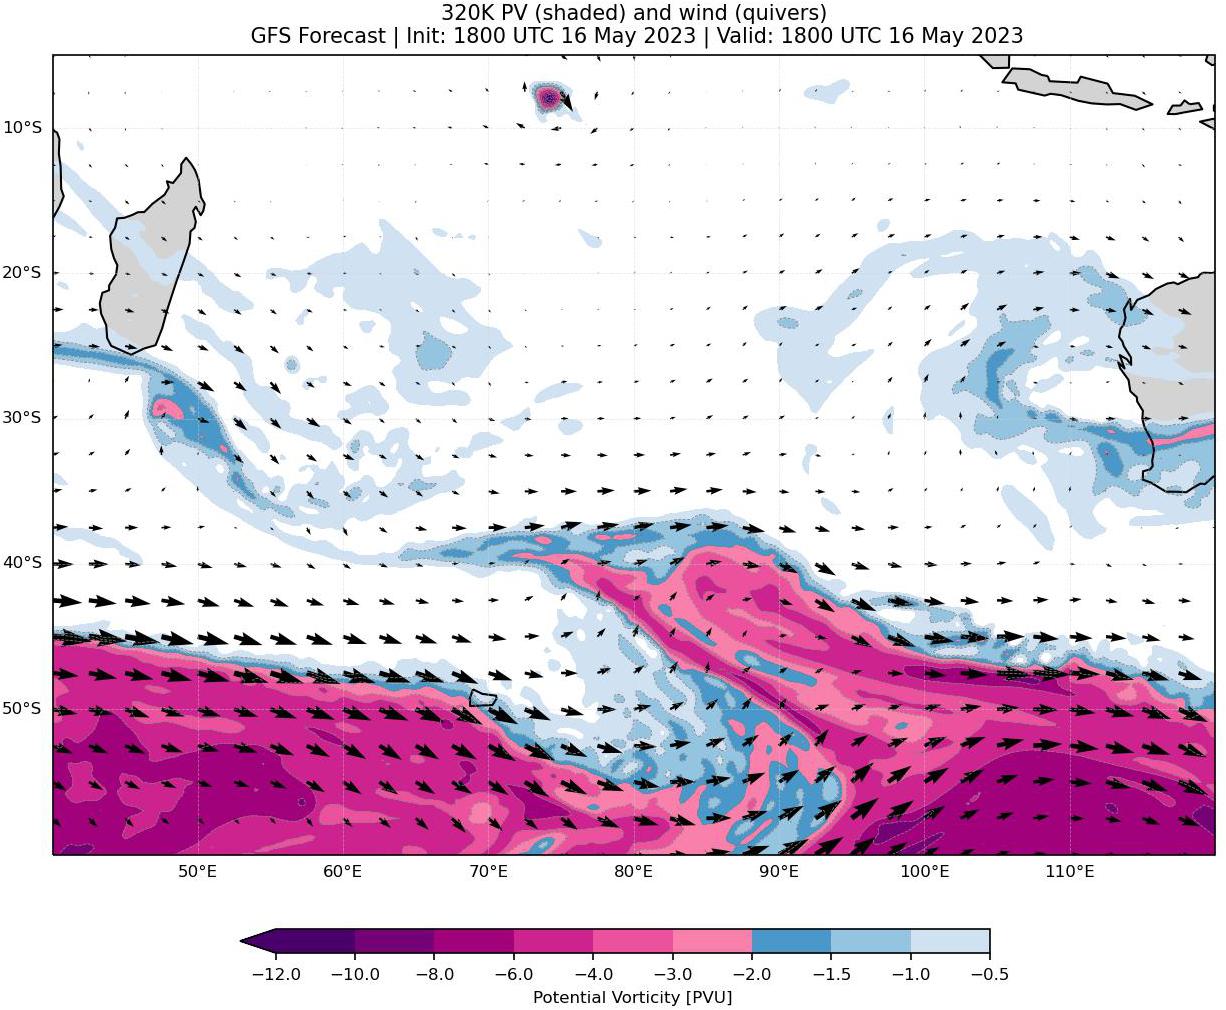 320K PV (shaded) and wind (quivers)
GFS Forecast | Init: 1800 UTC 16 May 2023 | Valid: 1800 UTC 16 May 2023
10°S
20°S
30°S
40°S
50°S
50°E 60°E 70°E 80°E 90°E 100°E 110°E
−12.0 −10.0 −8.0 −6.0 −4.0 −3.0 −2.0 −1.5 −1.0 −0.5
Potential Vorticity [PVU]